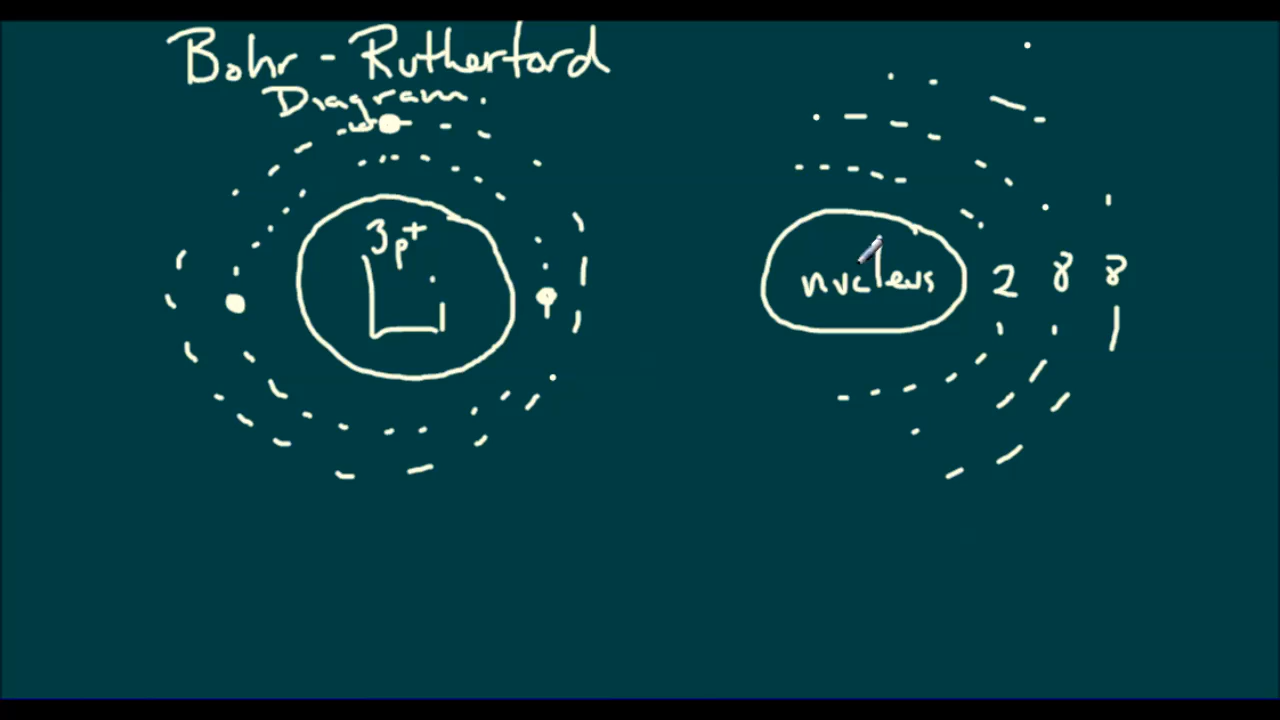 Bohr - Rutherford
Diagram.
3p+
Li
nucleus 2 8 8